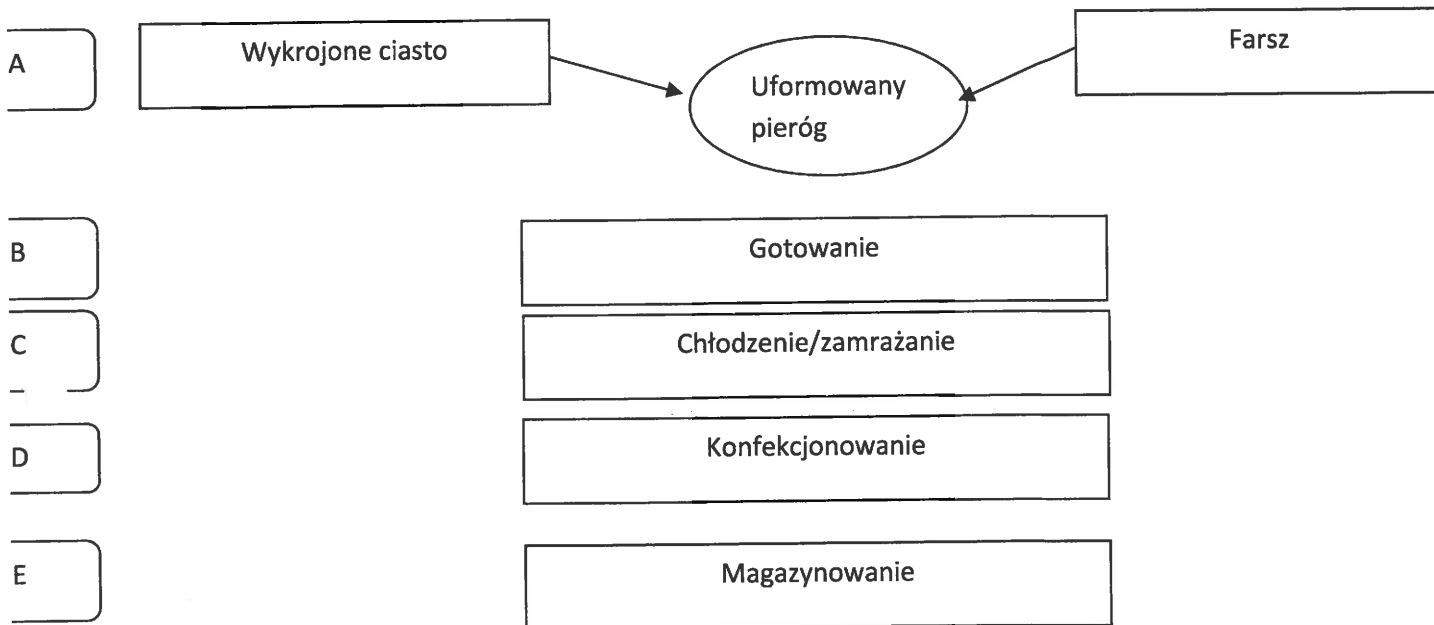 A
Wykrojone ciasto
Uformowany
pieróg
Farsz
B
Gotowanie
C
Chłodzenie/zamrażanie
D
Konfekcjonowanie
E
Magazynowanie